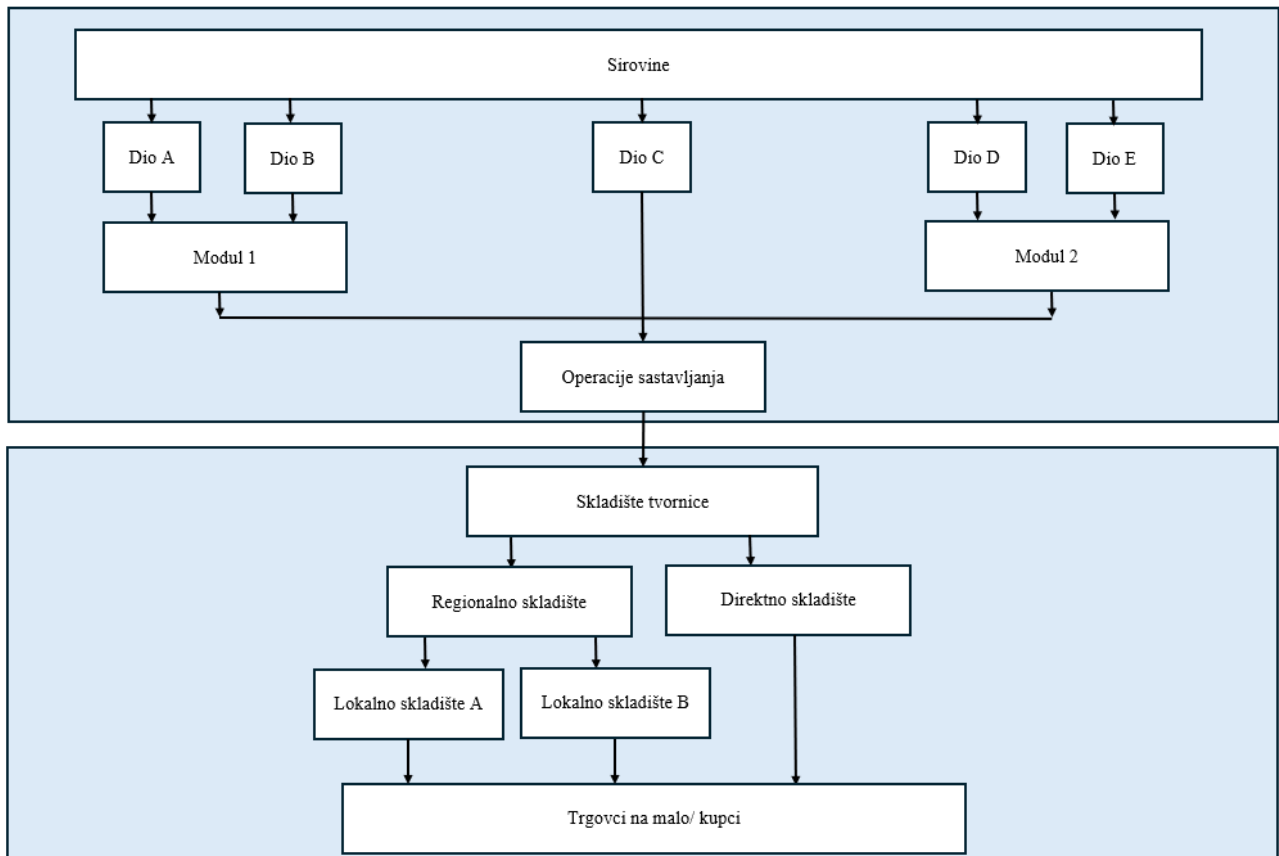 Sirovine
Dio A
Dio B
Dio C
Dio D
Dio E
Modul 1
Modul 2
Operacije sastavljanja
Skladište tvornice
Regionalno skladište
Direktno skladište
Lokalno skladište A
Lokalno skladište B
Trgovci na malo/ kupci